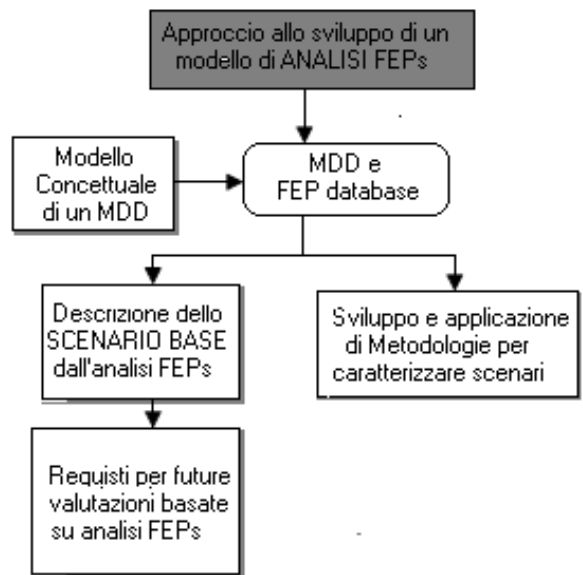 Approccio allo sviluppo di un
modello di ANALISI FEPs
Modello
Concettuale
di un MDD
MDD e
FEP database
Descrizione dello
SCENARIO BASE
dall'analisi FEPs
Sviluppo e applicazione
di Metodologie per
caratterizzare scenari
Requisti per future
valutazioni basate
su analisi FEPs